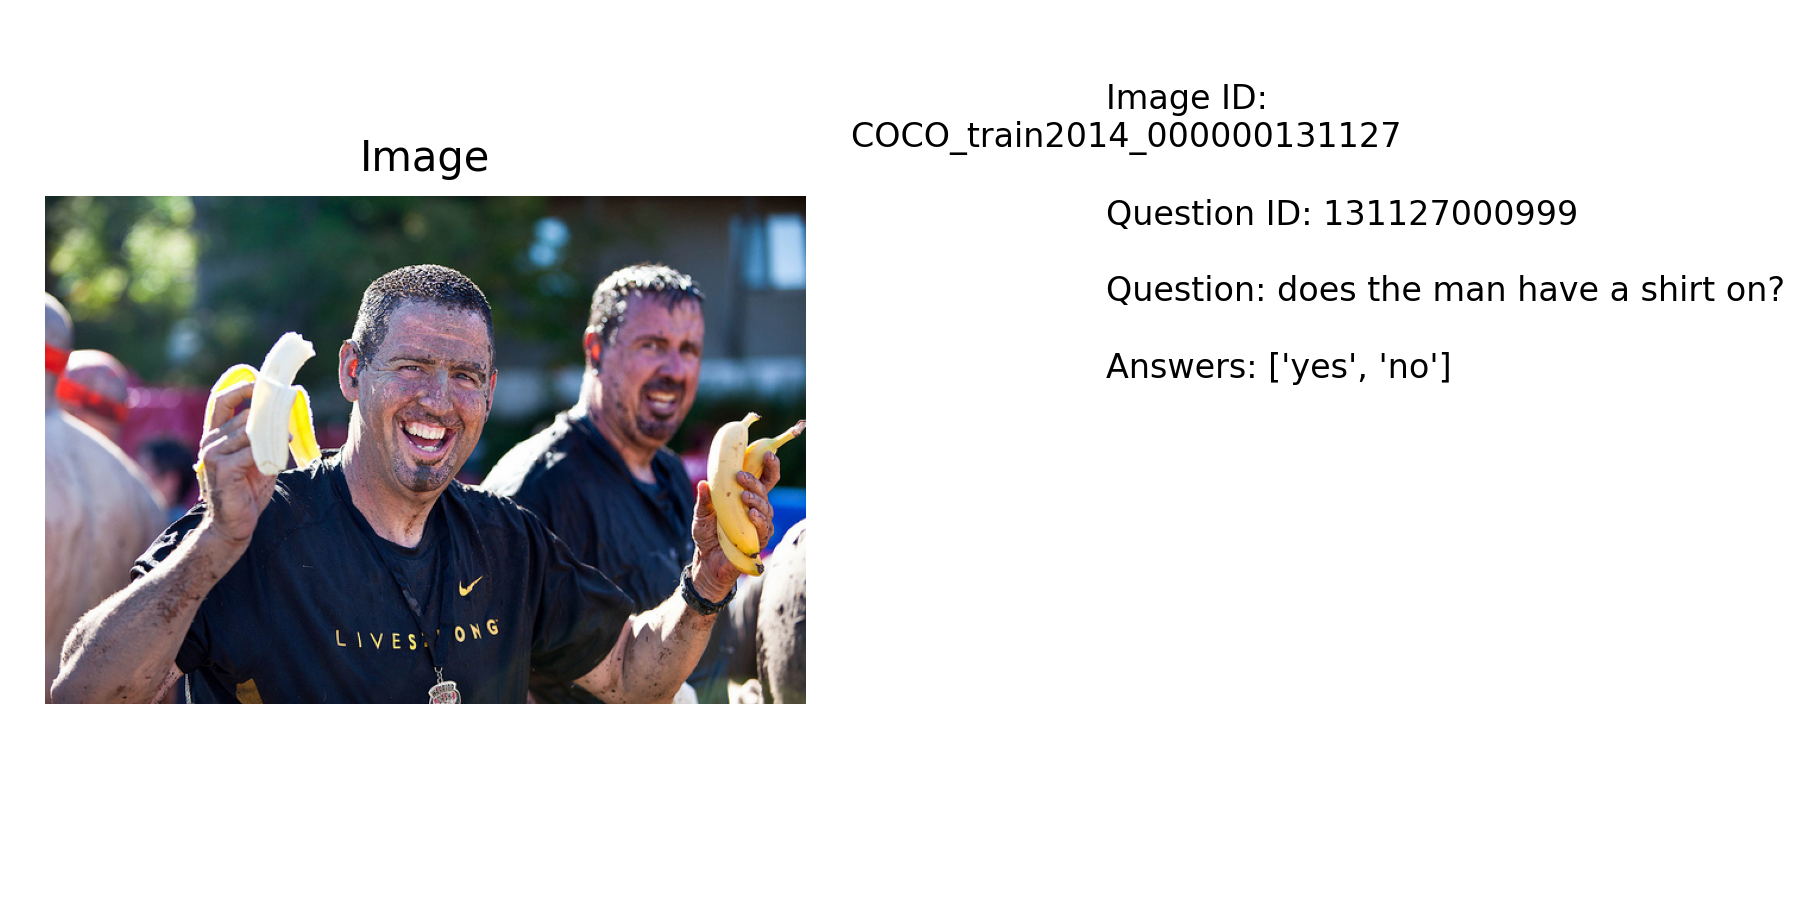 Image
LIVES ONG
Image ID:
COCO_train2014_000000131127
Question ID: 131127000999
Question: does the man have a shirt on?
Answers: ['yes', 'no']